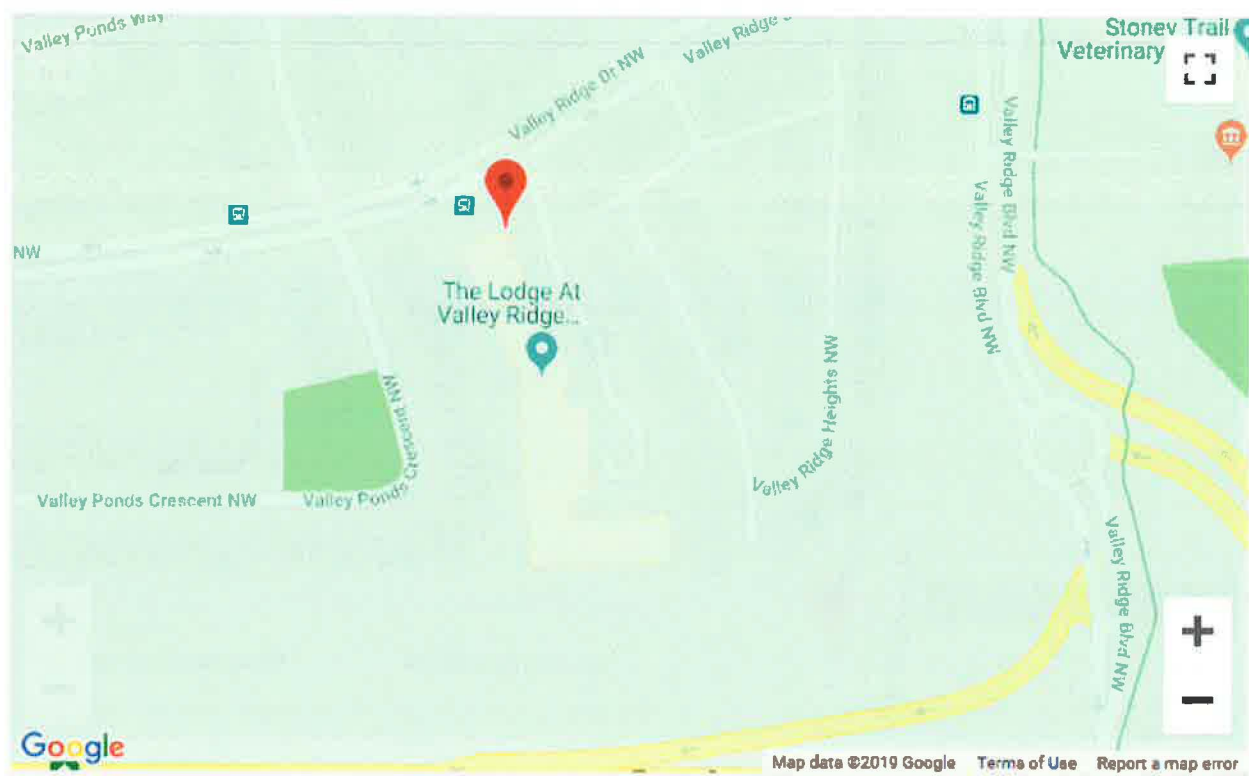 Valley Ponds Way
Valley Ridge Dr NW
Valley Ridge
Stoney Trail
Veterinary
Valley Ridge Blvd NW
Valley Ridge Blvd NW
NW
The Lodge At
Valley Ridge...
Valley Ridge Heights NW
Valley Ponds Crescent NW
Valley Ponds Crescent NW
Valley Ridge Blvd NW
Google
Map data ©2019 Google Terms of Use Report a map error